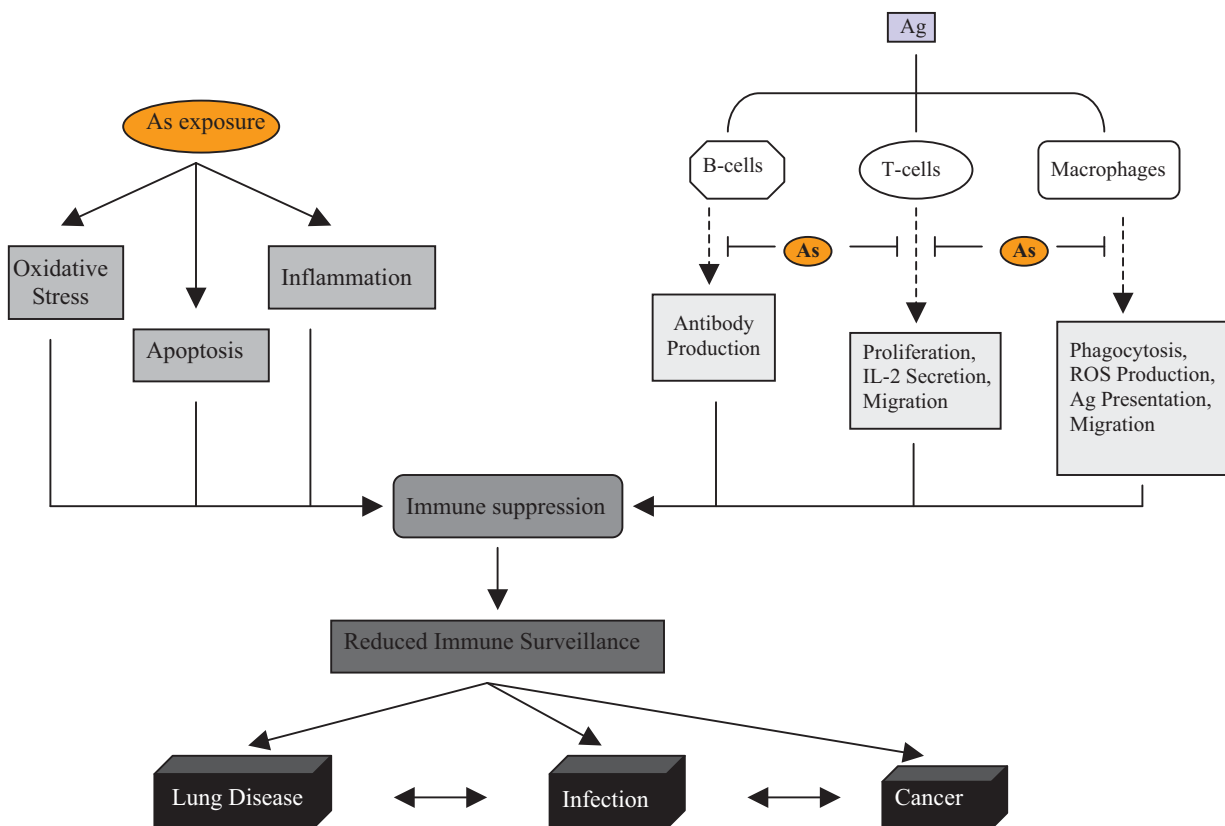 Ag
As exposure
B-cells
T-cells
Macrophages
As
As
Oxidative
Stress
Inflammation
Apoptosis
Antibody
Production
Proliferation,
IL-2 Secretion,
Migration
Phagocytosis,
ROS Production,
Ag Presentation,
Migration
Immune suppression
Reduced Immune Surveillance
Lung Disease
Infection
Cancer